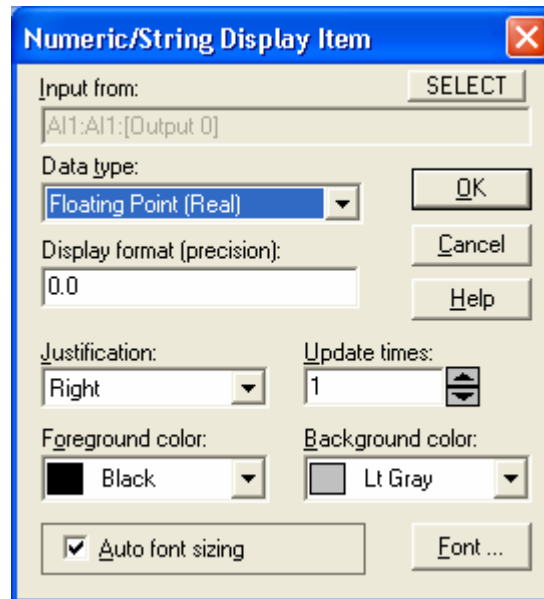 Numeric/String Display Item
Input from:
SELECT
AI1:AI1:[Output 0]
Data type:
Floating Point (Real)
OK
Display format (precision):
Cancel
0.0
Help
Justification:
Update times:
Right
1
Foreground color:
Background color:
Black
Lt Gray
Auto font sizing
Font ...